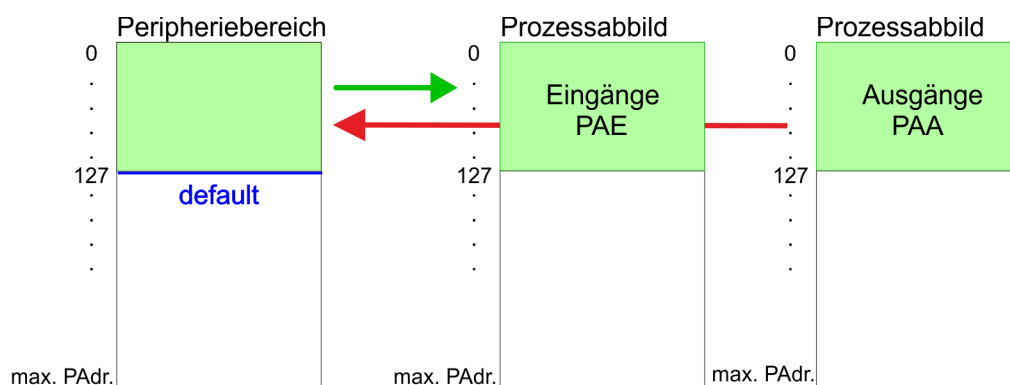 Peripheriebereich
0
.
.
.
.
127
default
.
.
.
.
max. PAdr.
Prozessabbild
0
.
.
.
.
Eingänge
PAE
127
.
.
.
.
max. PAdr.
Prozessabbild
0
.
.
.
.
Ausgänge
PAA
127
.
.
.
.
max. PAdr.